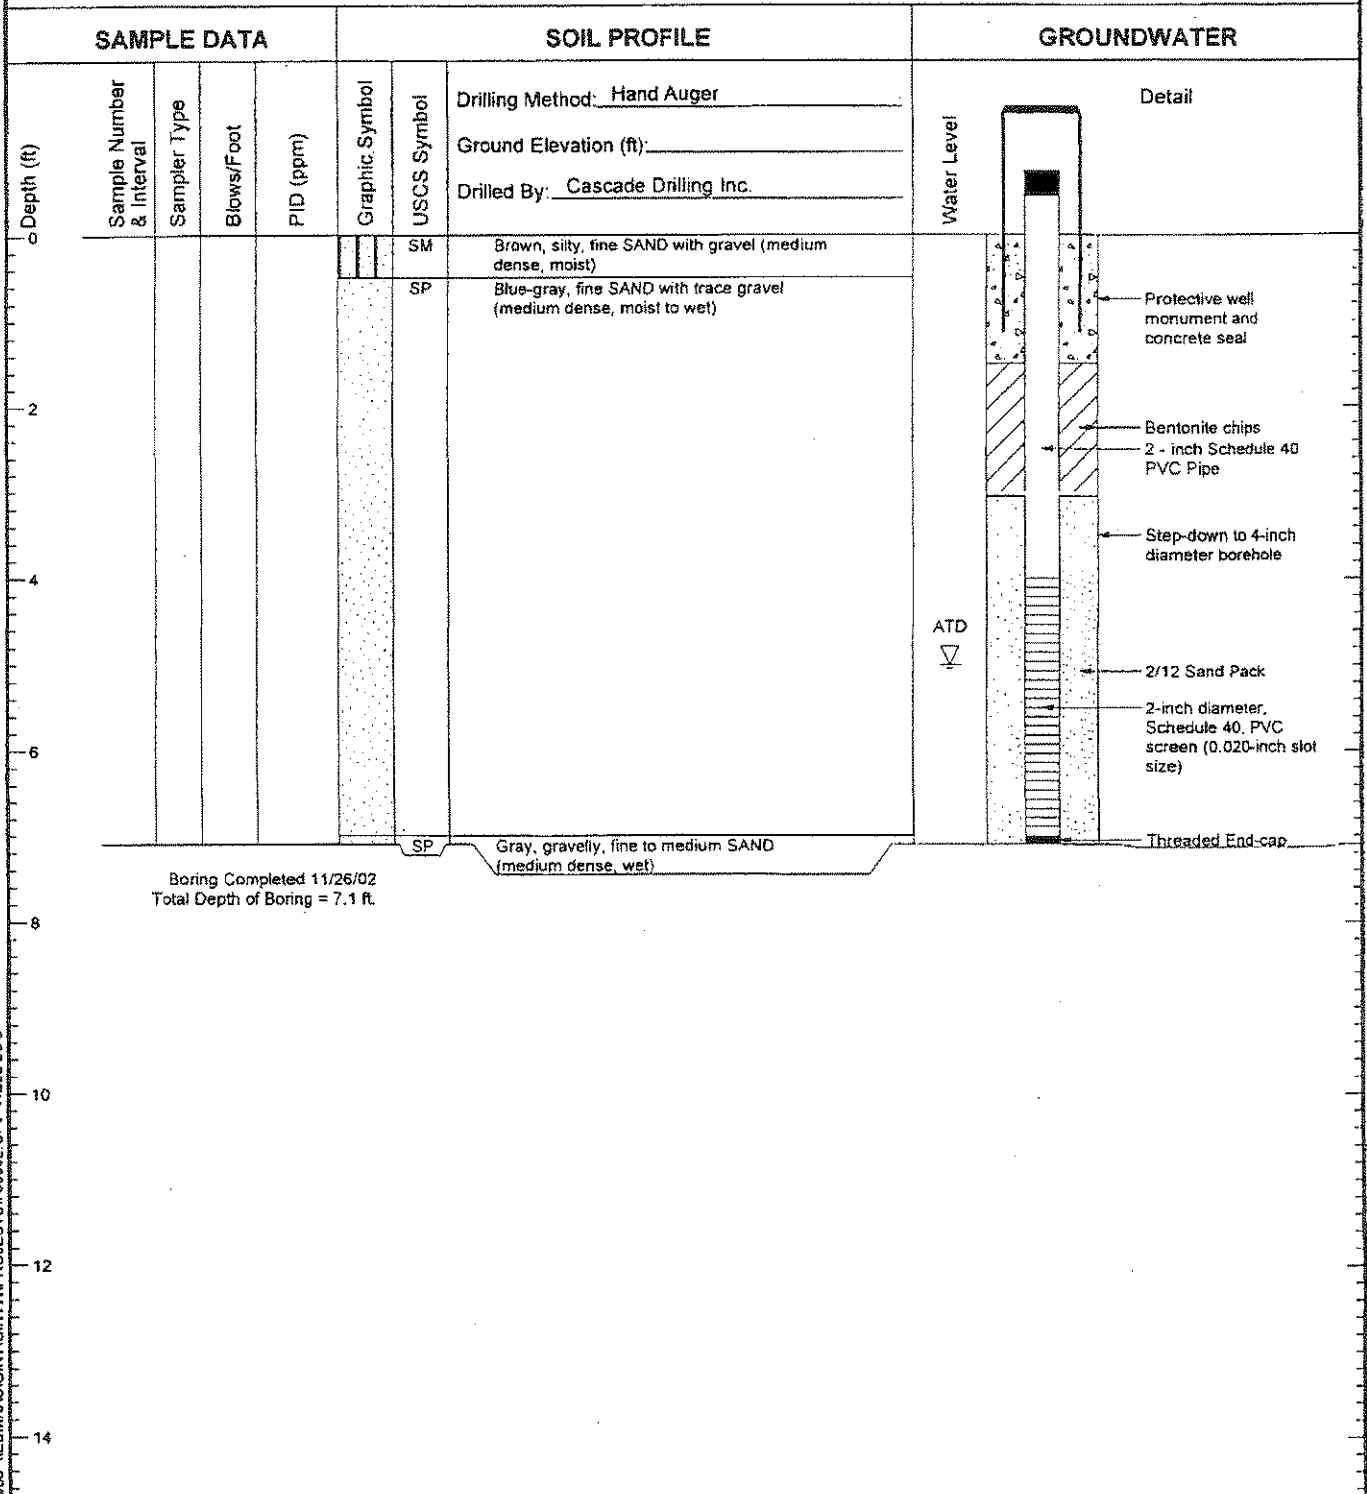 SAMPLE DATA
SOIL PROFILE
GROUNDWATER
Depth (ft)
Sample Number
& Interval
Sampler Type
Blows/Foot
PID (ppm)
Graphic Symbol
USCS Symbol
Drilling Method: Hand Auger
Ground Elevation (ft):
Drilled By: Cascade Drilling Inc.
Water Level
Detail
0
SM
Brown, silty, fine SAND with gravel (medium
dense, moist)
SP
Blue-gray, fine SAND with trace gravel
(medium dense, moist to wet)
Protective well
monument and
concrete seal
2
Bentonite chips
2 - inch Schedule 40
PVC Pipe
Step-down to 4-inch
diameter borehole
4
ATD
2/12 Sand Pack
2-inch diameter,
Schedule 40, PVC
screen (0.020-inch slot
size)
6
Threaded End-cap
SP
Gray, gravelly, fine to medium SAND
(medium dense, wet)
Boring Completed 11/26/02
Total Depth of Boring = 7.1 ft.
8
10
12
14